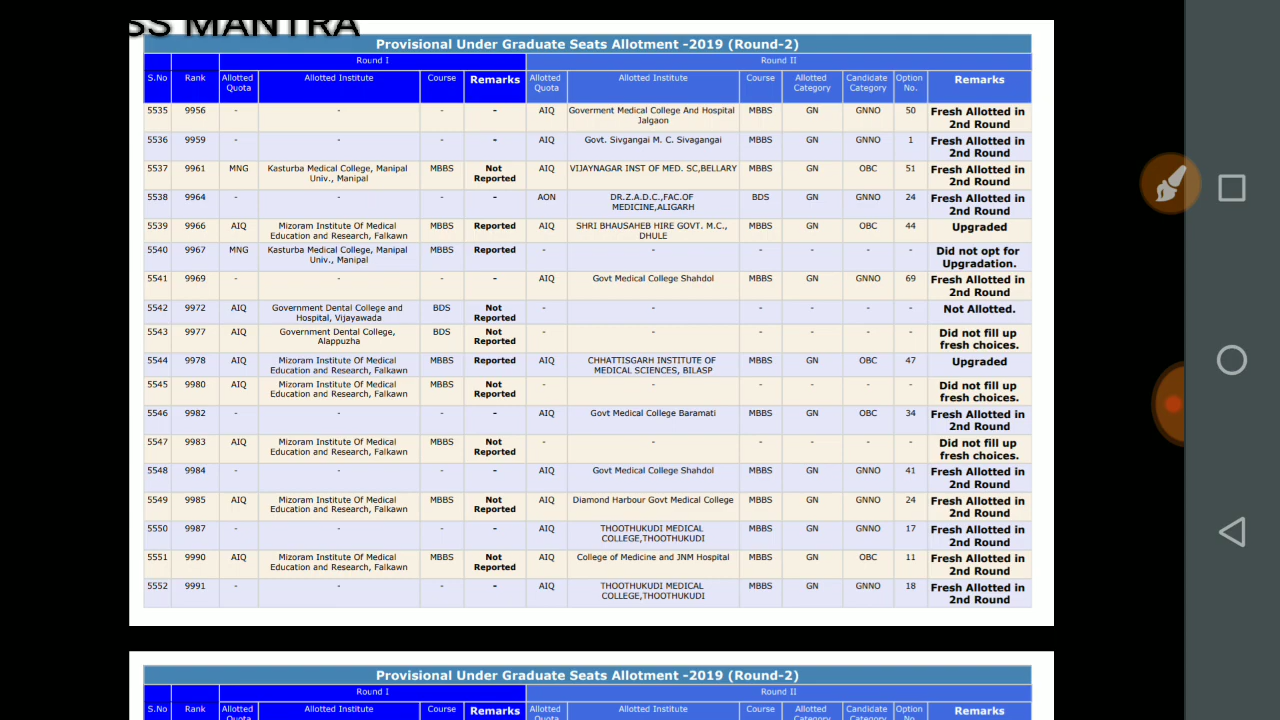 SS MANTRA
Provisional Under Graduate Seats Allotment -2019 (Round-2)
Round I Round II
S.No Rank Allotted Quota Allotted Institute Course Remarks Allotted Quota Allotted Institute Course Allotted Category Candidate Category Option No. Remarks
5535 9956 - - - - AIQ Goverment Medical College And Hospital Jalgaon MBBS GN GNNO 50 Fresh Allotted in 2nd Round
5536 9959 - - - - AIQ Govt. Sivgangai M. C. Sivagangai MBBS GN GNNO 1 Fresh Allotted in 2nd Round
5537 9961 MNG Kasturba Medical College, Manipal Univ., Manipal MBBS Not Reported AIQ VIJAYNAGAR INST OF MED. SC,BELLARY MBBS GN OBC 51 Fresh Allotted in 2nd Round
5538 9964 - - - - AON DR.Z.A.D.C.,FAC.OF MEDICINE,ALIGARH BDS GN GNNO 24 Fresh Allotted in 2nd Round
5539 9966 AIQ Mizoram Institute Of Medical Education and Research, Falkawn MBBS Reported AIQ SHRI BHAUSAHEB HIRE GOVT. M.C., DHULE MBBS GN OBC 44 Upgraded
5540 9967 MNG Kasturba Medical College, Manipal Univ., Manipal MBBS Reported - - - - - - Did not opt for Upgradation.
5541 9969 - - - - AIQ Govt Medical College Shahdol MBBS GN GNNO 69 Fresh Allotted in 2nd Round
5542 9972 AIQ Government Dental College and Hospital, Vijayawada BDS Not Reported - - - - - - Not Allotted.
5543 9977 AIQ Government Dental College, Alappuzha BDS Not Reported - - - - - - Did not fill up fresh choices.
5544 9978 AIQ Mizoram Institute Of Medical Education and Research, Falkawn MBBS Reported AIQ CHHATTISGARH INSTITUTE OF MEDICAL SCIENCES, BILASP MBBS GN OBC 47 Upgraded
5545 9980 AIQ Mizoram Institute Of Medical Education and Research, Falkawn MBBS Not Reported - - - - - - Did not fill up fresh choices.
5546 9982 - - - - AIQ Govt Medical College Baramati MBBS GN OBC 34 Fresh Allotted in 2nd Round
5547 9983 AIQ Mizoram Institute Of Medical Education and Research, Falkawn MBBS Not Reported - - - - - - Did not fill up fresh choices.
5548 9984 - - - - AIQ Govt Medical College Shahdol MBBS GN GNNO 41 Fresh Allotted in 2nd Round
5549 9985 AIQ Mizoram Institute Of Medical Education and Research, Falkawn MBBS Not Reported AIQ Diamond Harbour Govt Medical College MBBS GN GNNO 24 Fresh Allotted in 2nd Round
5550 9987 - - - - AIQ THOOTHUKUDI MEDICAL COLLEGE,THOOTHUKUDI MBBS GN GNNO 17 Fresh Allotted in 2nd Round
5551 9990 AIQ Mizoram Institute Of Medical Education and Research, Falkawn MBBS Not Reported AIQ College of Medicine and JNM Hospital MBBS GN OBC 11 Fresh Allotted in 2nd Round
5552 9991 - - - - AIQ THOOTHUKUDI MEDICAL COLLEGE,THOOTHUKUDI MBBS GN GNNO 18 Fresh Allotted in 2nd Round
Provisional Under Graduate Seats Allotment -2019 (Round-2)
Round I Round II
S.No Rank Allotted Quota Allotted Institute Course Remarks Allotted Quota Allotted Institute Course Allotted Category Candidate Category Option No. Remarks